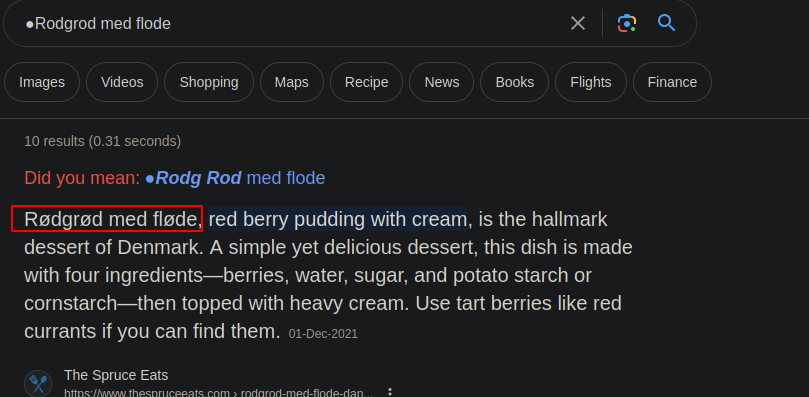 ●Rodgrod med flode
Images Videos Shopping Maps Recipe News Books Flights Finance
10 results (0.31 seconds)
Did you mean: ●Rodg Rod med flode
Rødgrød med fløde, red berry pudding with cream, is the hallmark
dessert of Denmark. A simple yet delicious dessert, this dish is made
with four ingredients—berries, water, sugar, and potato starch or
cornstarch—then topped with heavy cream. Use tart berries like red
currants if you can find them. 01-Dec-2021
The Spruce Eats
https://www.thespruceeats.com › rodgrod-med-flode-dan...